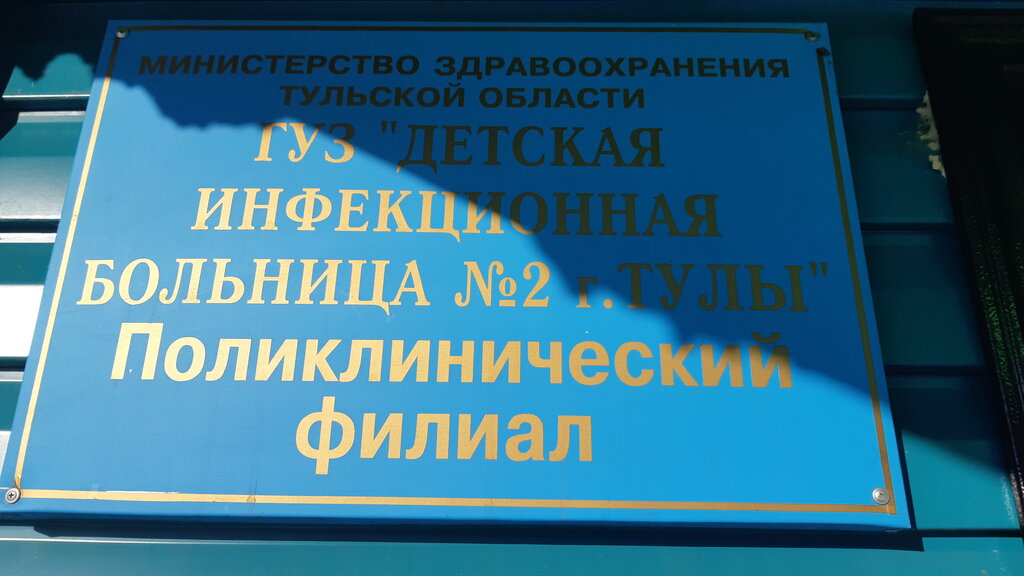 МИНИСТЕРСТВО ЗДРАВООХРАНЕНИЯ
ТУЛЬСКОЙ ОБЛАСТИ
ГУЗ "ДЕТСКАЯ
ИНФЕКЦИОННАЯ
БОЛЬНИЦА №2 г.ТУЛЫ"
Поликлинический
филиал